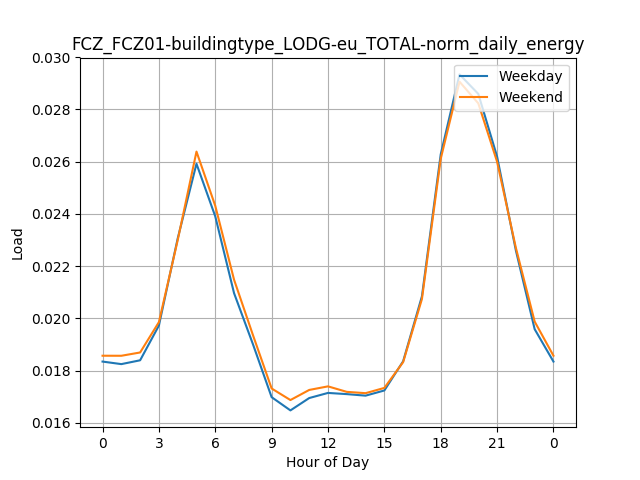 FCZ_FCZ01-buildingtype_LODG-eu_TOTAL-norm_daily_energy
0.030
0.028
0.026
0.024
0.022
0.020
0.018
0.016
Load
Weekday
Weekend
0 3 6 9 12 15 18 21 0
Hour of Day